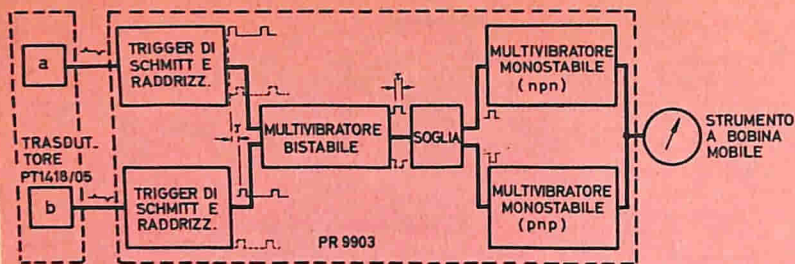 a
TRIGGER DI
SCHMITT E
RADDRIZZ.
TRASDUT_
TORE
PT1418/05
b
TRIGGER DI
SCHMITT E
RADDRIZZ.
T
MULTIVIBRATORE
BISTABILE
T
SOGLIA
MULTIVIBRATORE
MONOSTABILE
(npn)
MULTIVIBRATORE
MONOSTABILE
(pnp)
STRUMENTO
A BOBINA
MOBILE
PR 9903